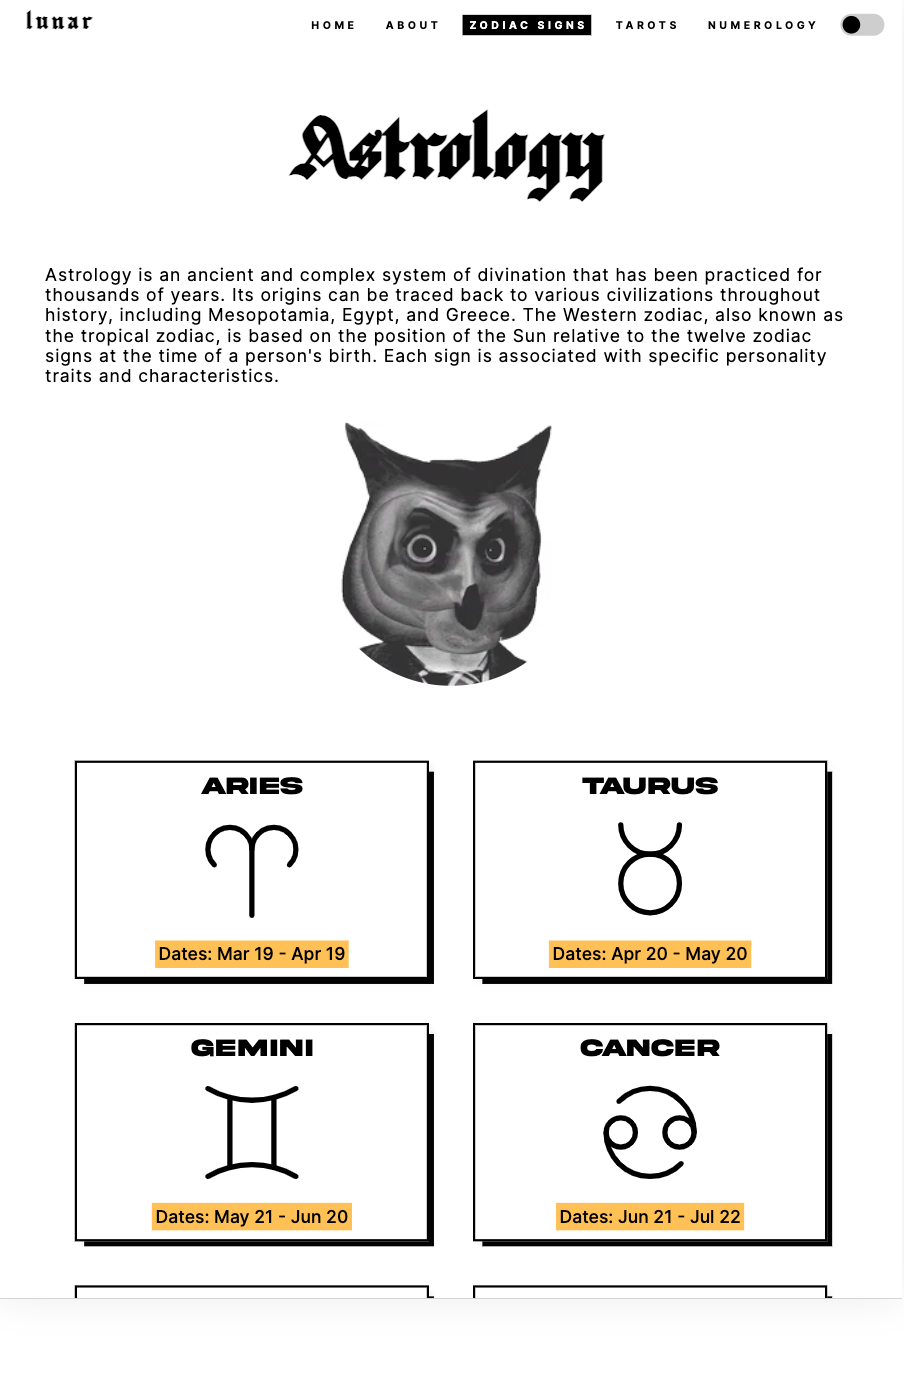 lunar
HOME ABOUT ZODIAC SIGNS TAROTS NUMEROLOGY
Astrology
Astrology is an ancient and complex system of divination that has been practiced for
thousands of years. Its origins can be traced back to various civilizations throughout
history, including Mesopotamia, Egypt, and Greece. The Western zodiac, also known as
the tropical zodiac, is based on the position of the Sun relative to the twelve zodiac
signs at the time of a person's birth. Each sign is associated with specific personality
traits and characteristics.
ARIES
Dates: Mar 19 - Apr 19
TAURUS
Dates: Apr 20 - May 20
GEMINI
Dates: May 21 - Jun 20
CANCER
Dates: Jun 21 - Jul 22